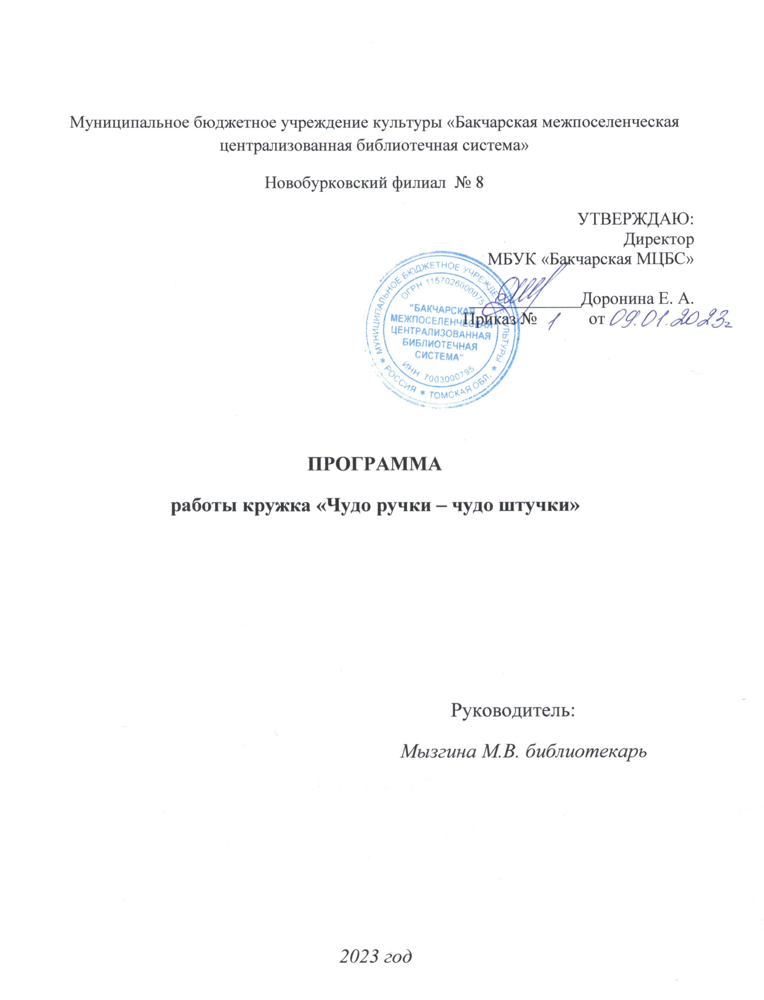 Муниципальное бюджетное учреждение культуры «Бакчарская межпоселенческая
централизованная библиотечная система»
Новобурковский филиал № 8
УТВЕРЖДАЮ:
Директор
МБУК «Бакчарская МЦБС»
Доронина Е. А.
Приказ № 1 от 09.01.2023г
МУНИЦИПАЛЬНОЕ БЮДЖЕТНОЕ УЧРЕЖДЕНИЕ КУЛЬТУРЫ
* РОССИЯ * ТОМСКАЯ ОБЛ. *
ОГРН 1157026000075
"БАКЧАРСКАЯ
МЕЖПОСЕЛЕНЧЕСКАЯ
ЦЕНТРАЛИЗОВАННАЯ
БИБЛИОТЕЧНАЯ
СИСТЕМА"
ИНН 7003000795
ПРОГРАММА
работы кружка «Чудо ручки – чудо штучки»
Руководитель:
Мызгина М.В. библиотекарь
2023 год